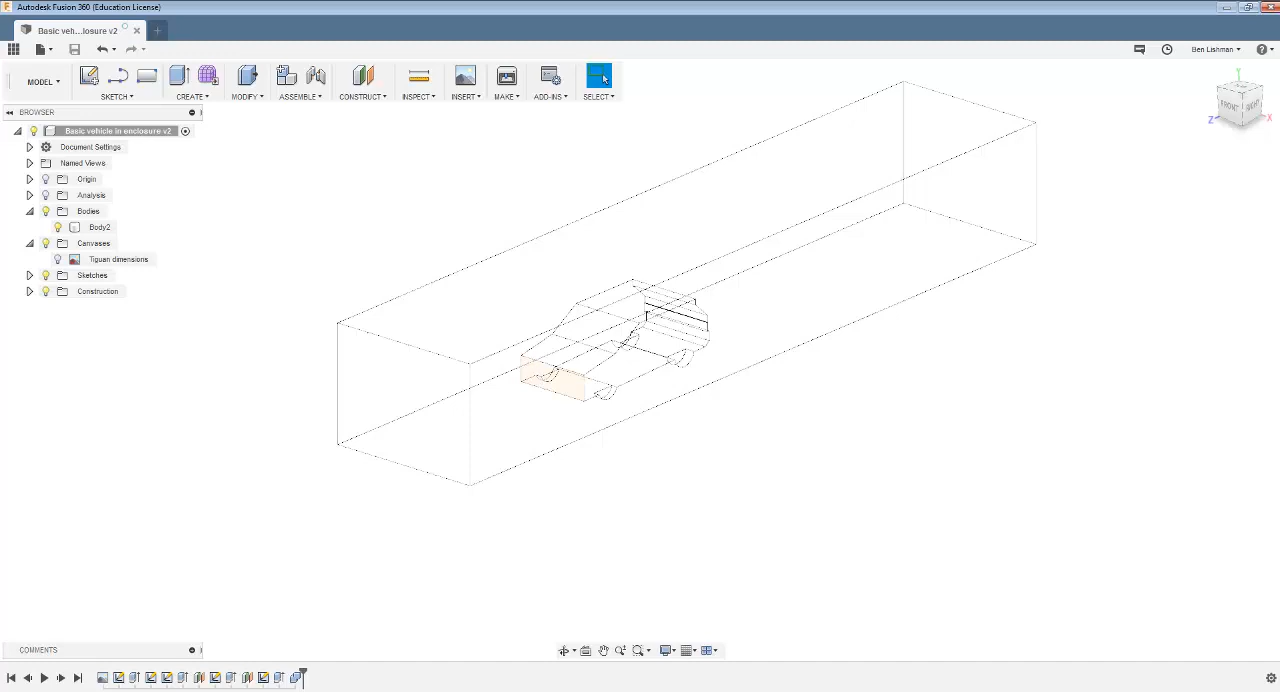 Autodesk Fusion 360 (Education License)
Basic veh...losure v2
Ben Lishman
MODEL
SKETCH
CREATE
MODIFY
ASSEMBLE
CONSTRUCT
INSPECT
INSERT
MAKE
ADD-INS
SELECT
BROWSER
Basic vehicle in enclosure v2
Document Settings
Named Views
Origin
Analysis
Bodies
Body2
Canvases
Tiguan dimensions
Sketches
Construction
Y
FRONT
RIGHT
Z
X
COMMENTS